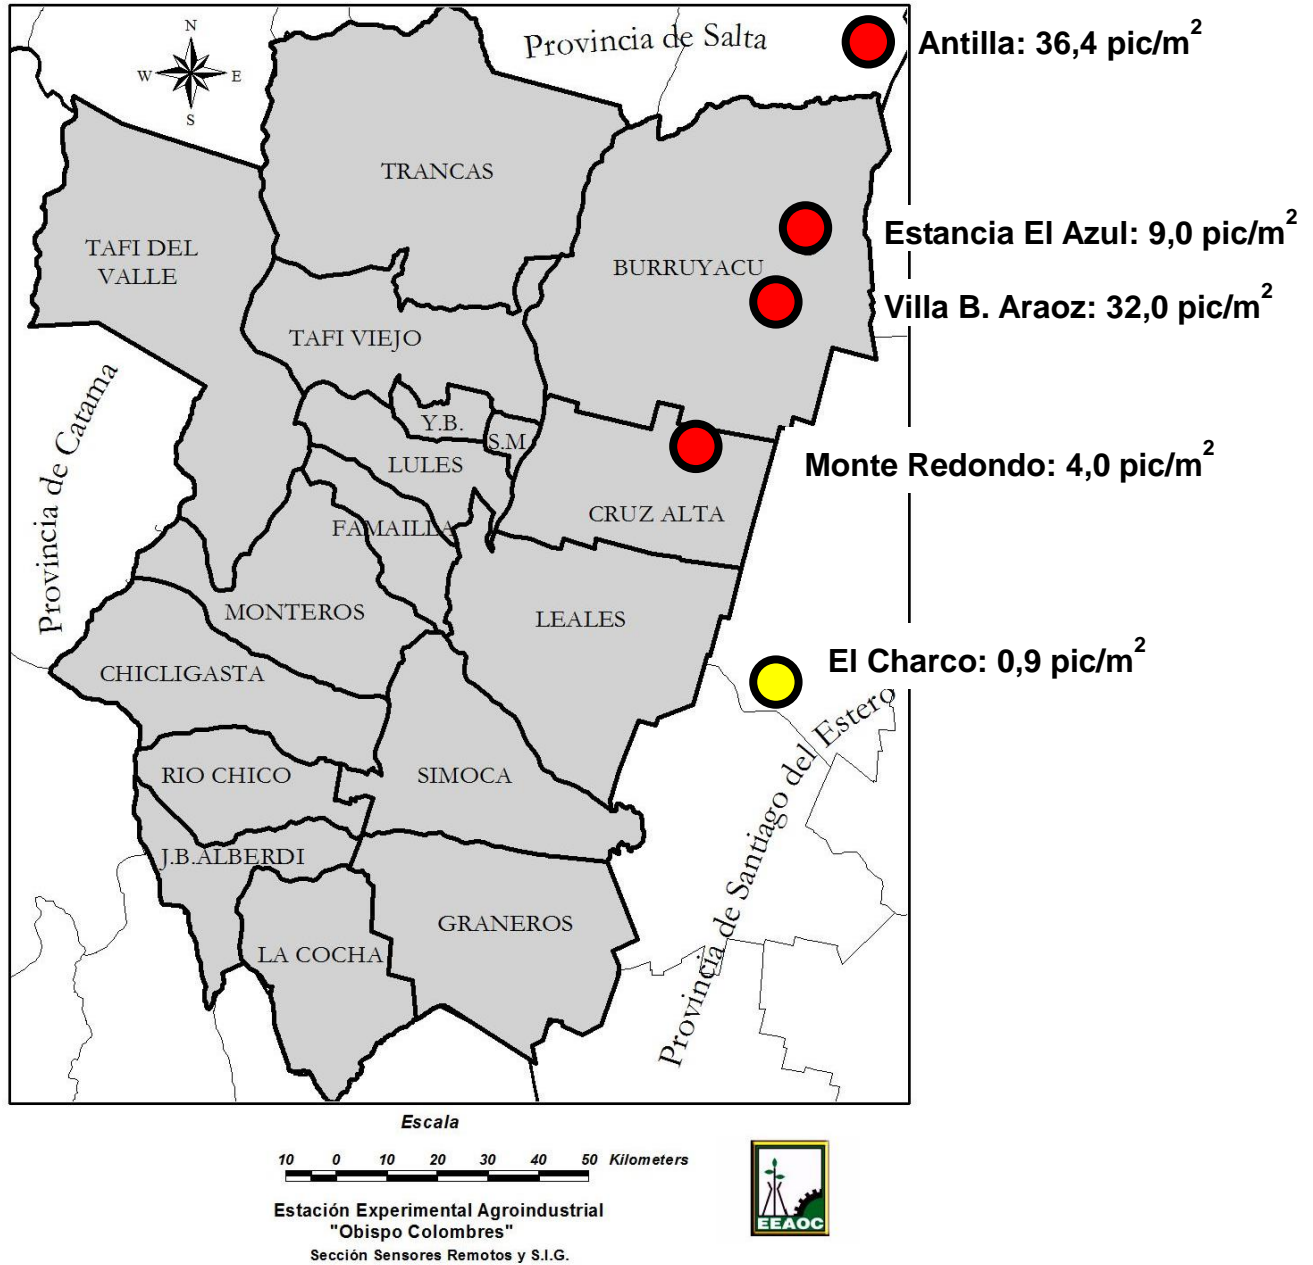 N
W
E
S
Provincia de Salta
Antilla: 36,4 pic/m²
TRANCAS
TAFI DEL
VALLE
Estancia El Azul: 9,0 pic/m²
BURRUYACU
Villa B. Araoz: 32,0 pic/m²
TAFI VIEJO
Provincia de Catama
Y.B.
S.M.
LULES
Monte Redondo: 4,0 pic/m²
CRUZ ALTA
FAMAILLA
MONTEROS
LEALES
El Charco: 0,9 pic/m²
CHICLIGASTA
Provincia de Santiago del Estero
RIO CHICO
SIMOCA
J.B.ALBERDI
GRANEROS
LA COCHA
Escala
10 0 10 20 30 40 50 Kilometers
Estación Experimental Agroindustrial
"Obispo Colombres"
Sección Sensores Remotos y S.I.G.
EEAOC